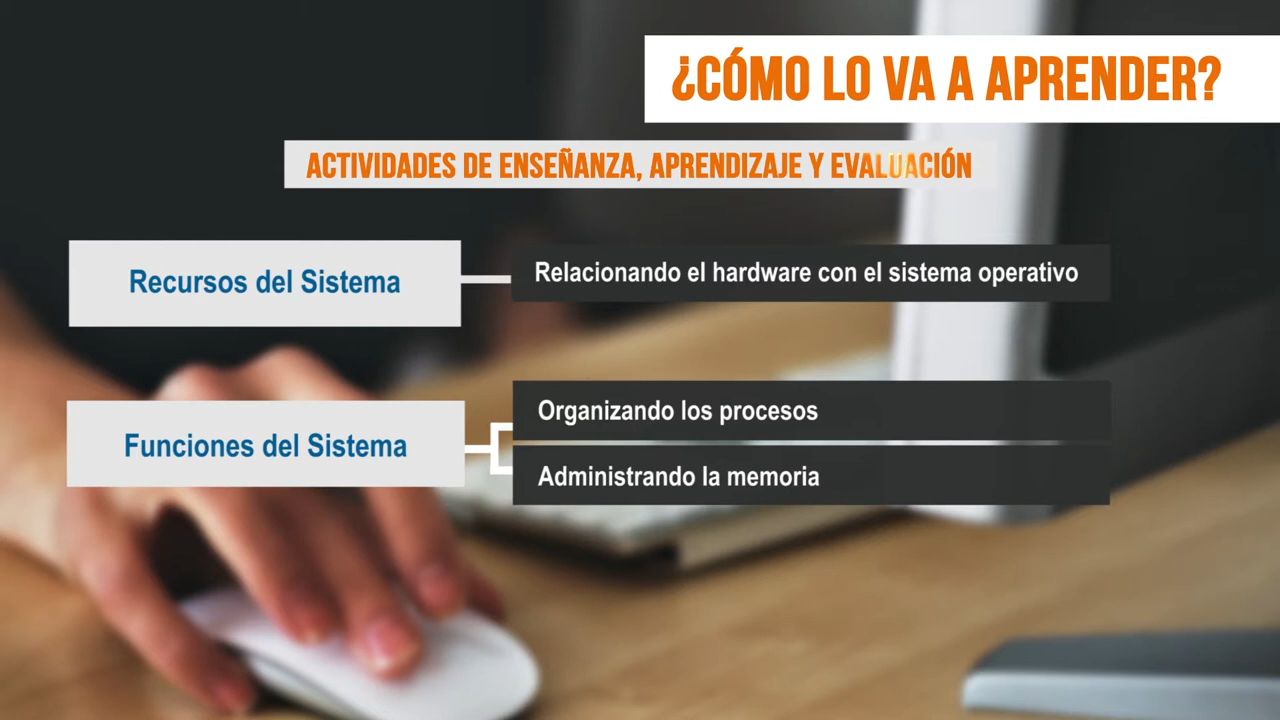 ¿CÓMO LO VA A APRENDER?
ACTIVIDADES DE ENSEÑANZA, APRENDIZAJE Y EVALUACIÓN
Recursos del Sistema
Relacionando el hardware con el sistema operativo
Funciones del Sistema
Organizando los procesos
Administrando la memoria